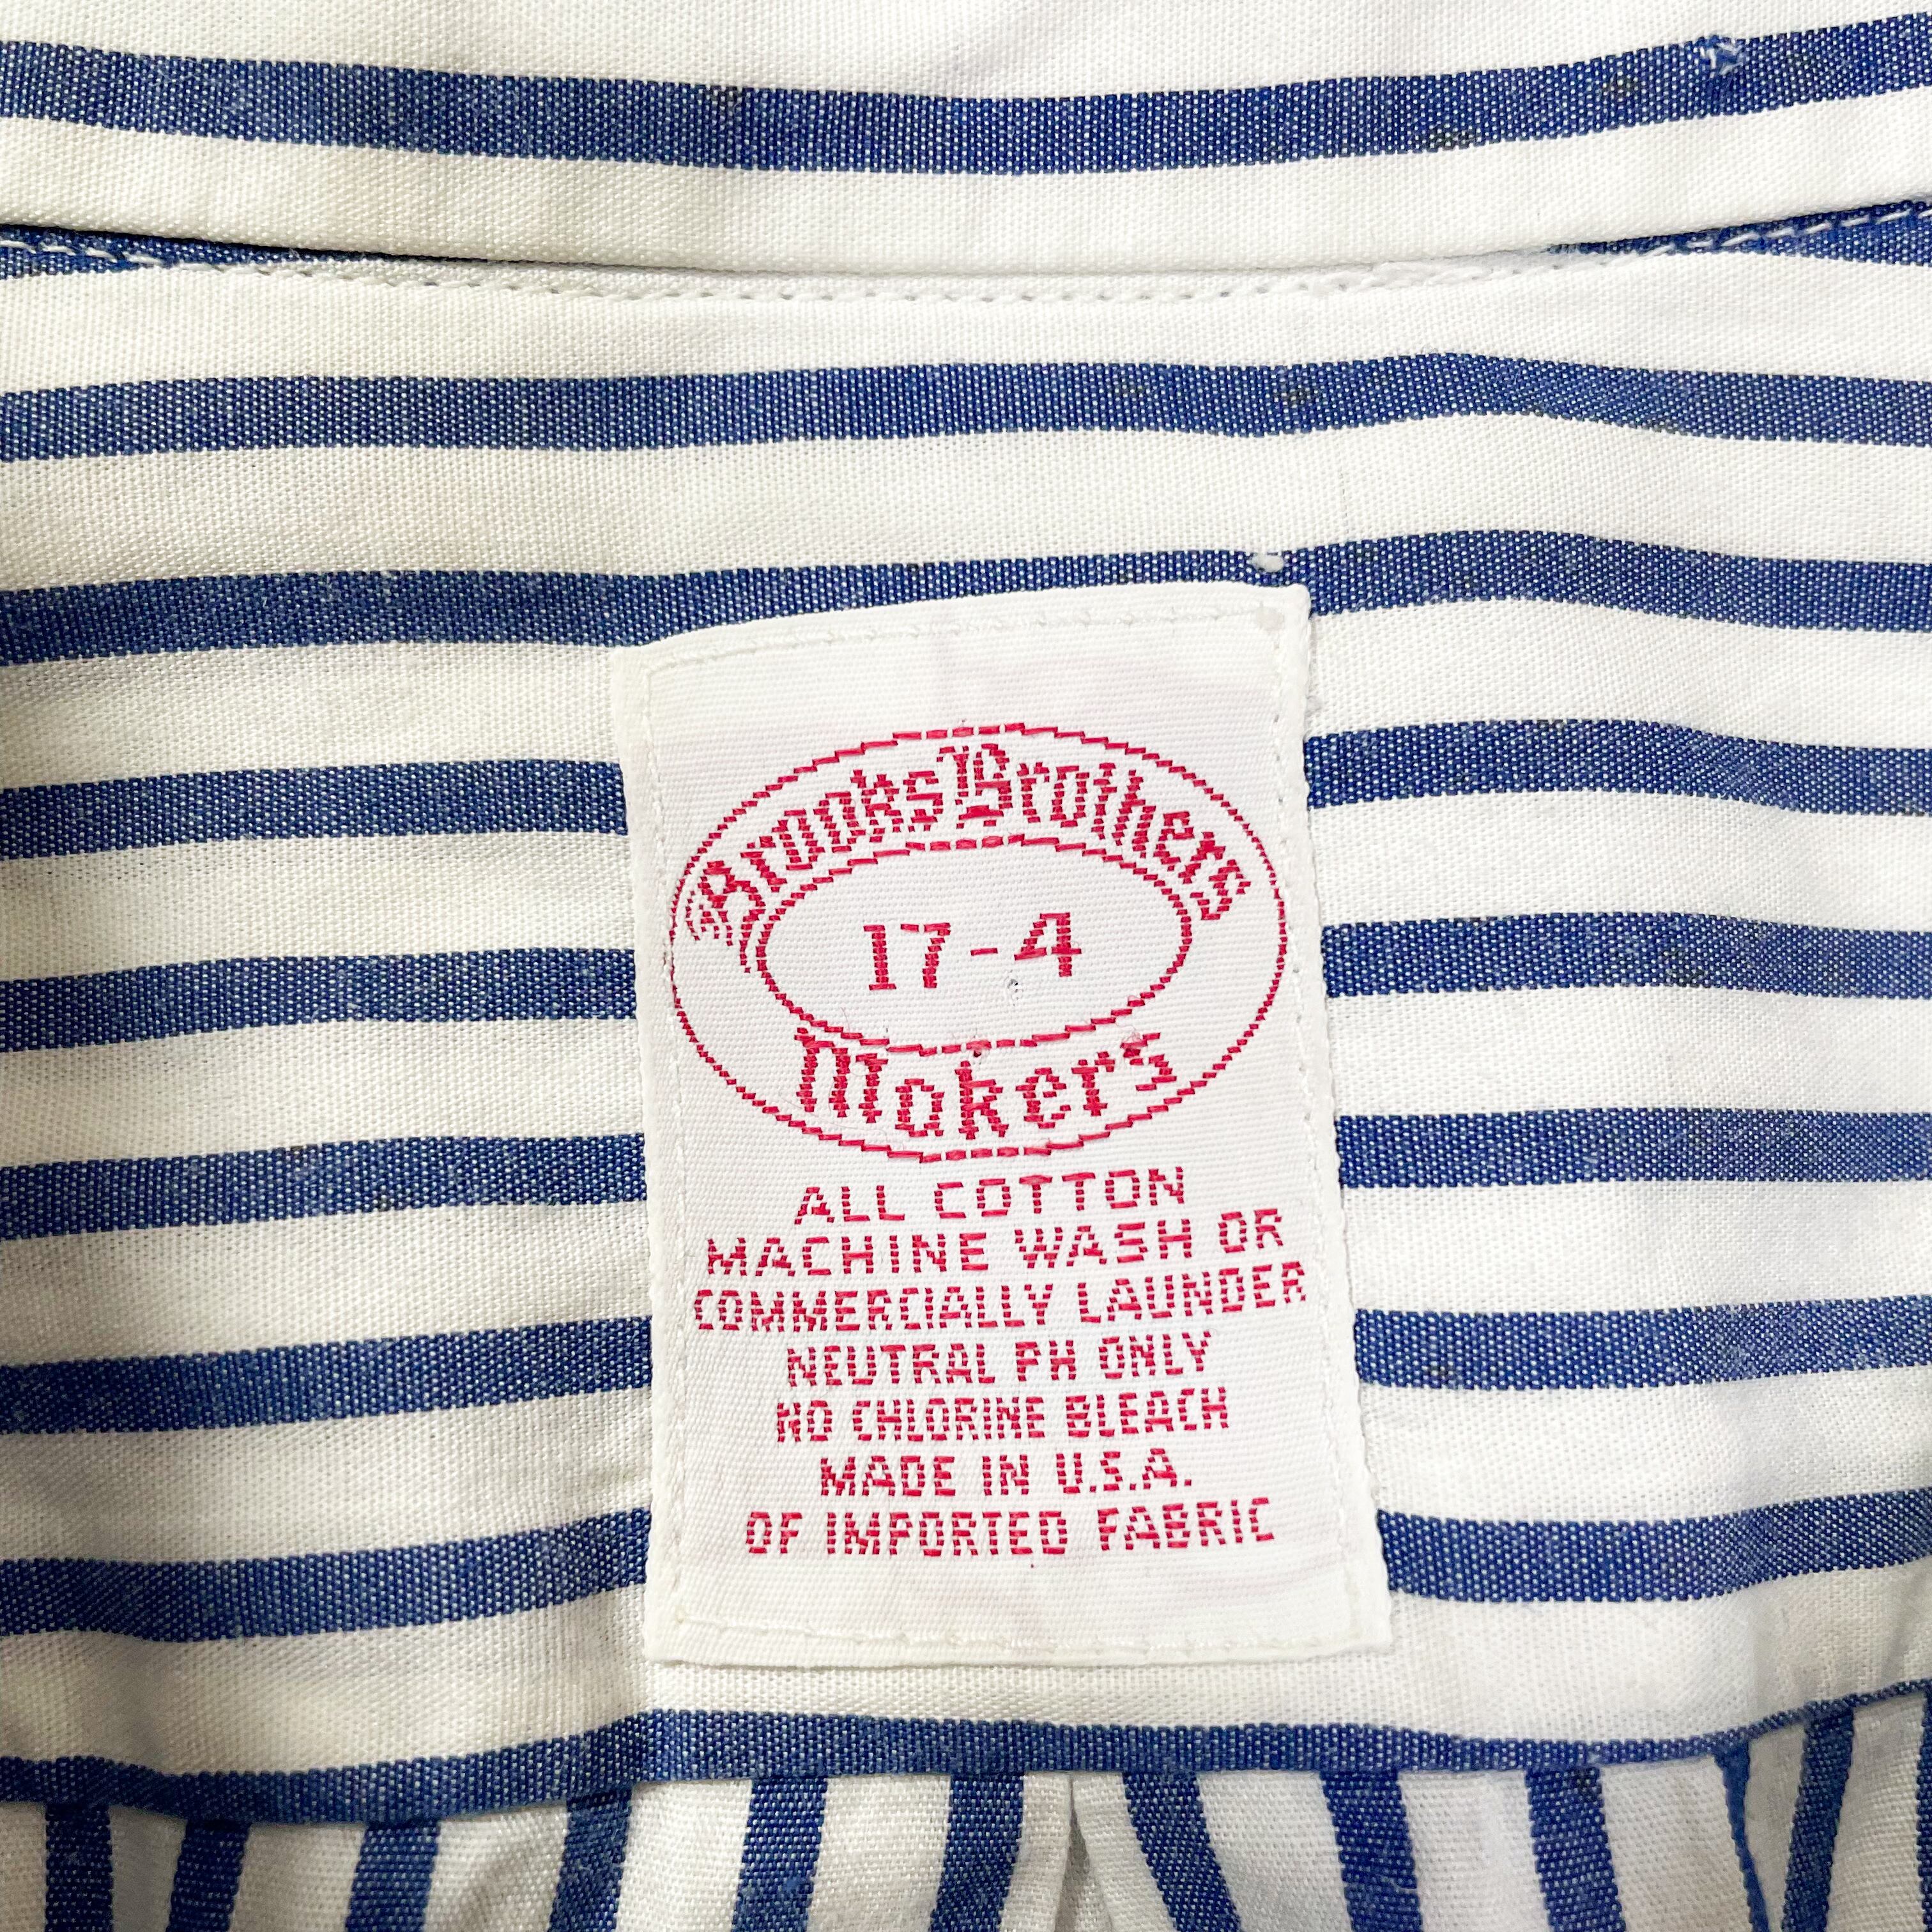 Brooks Brothers
17-4
Makers
ALL COTTON
MACHINE WASH OR
COMMERCIALLY LAUNDER
NEUTRAL PH ONLY
NO CHLORINE BLEACH
MADE IN U.S.A.
OF IMPORTED FABRIC